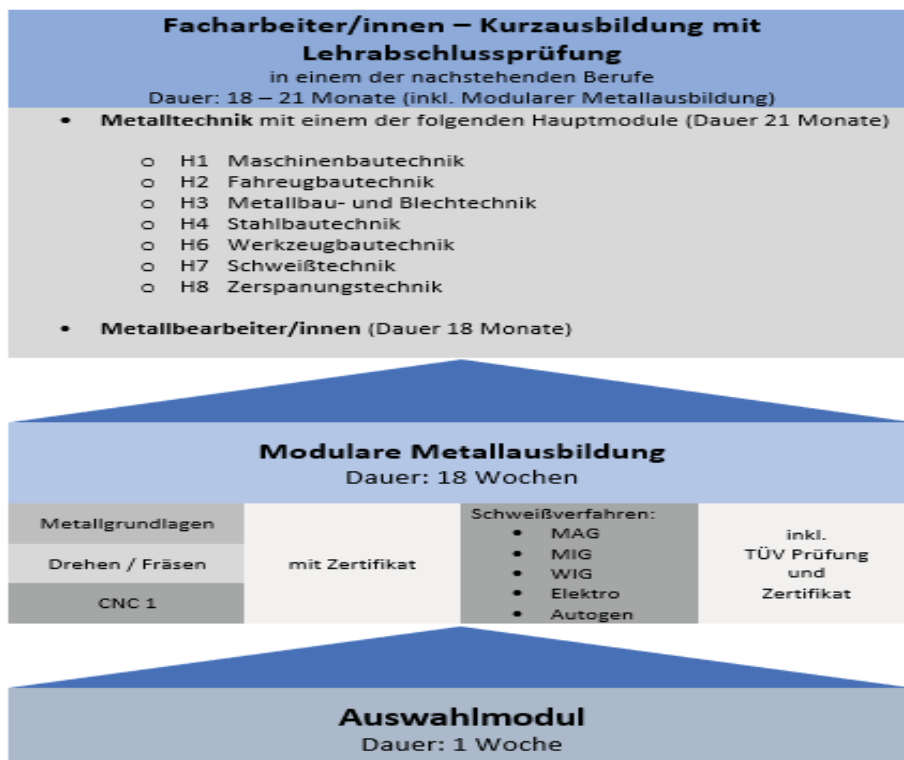 Facharbeiter/innen – Kurzausbildung mit
Lehrabschlussprüfung
in einem der nachstehenden Berufe
Dauer: 18 – 21 Monate (inkl. Modularer Metallausbildung)
• Metalltechnik mit einem der folgenden Hauptmodule (Dauer 21 Monate)
o H1 Maschinenbautechnik
o H2 Fahreugbautechnik
o H3 Metallbau- und Blechtechnik
o H4 Stahlbautechnik
o H6 Werkzeugbautechnik
o H7 Schweißtechnik
o H8 Zerspanungstechnik
• Metallbearbeiter/innen (Dauer 18 Monate)
Modulare Metallausbildung
Dauer: 18 Wochen
Metallgrundlagen
Drehen / Fräsen
CNC 1
mit Zertifikat
Schweißverfahren:
• MAG
• MIG
• WIG
• Elektro
• Autogen
inkl.
TÜV Prüfung
und
Zertifikat
Auswahlmodul
Dauer: 1 Woche